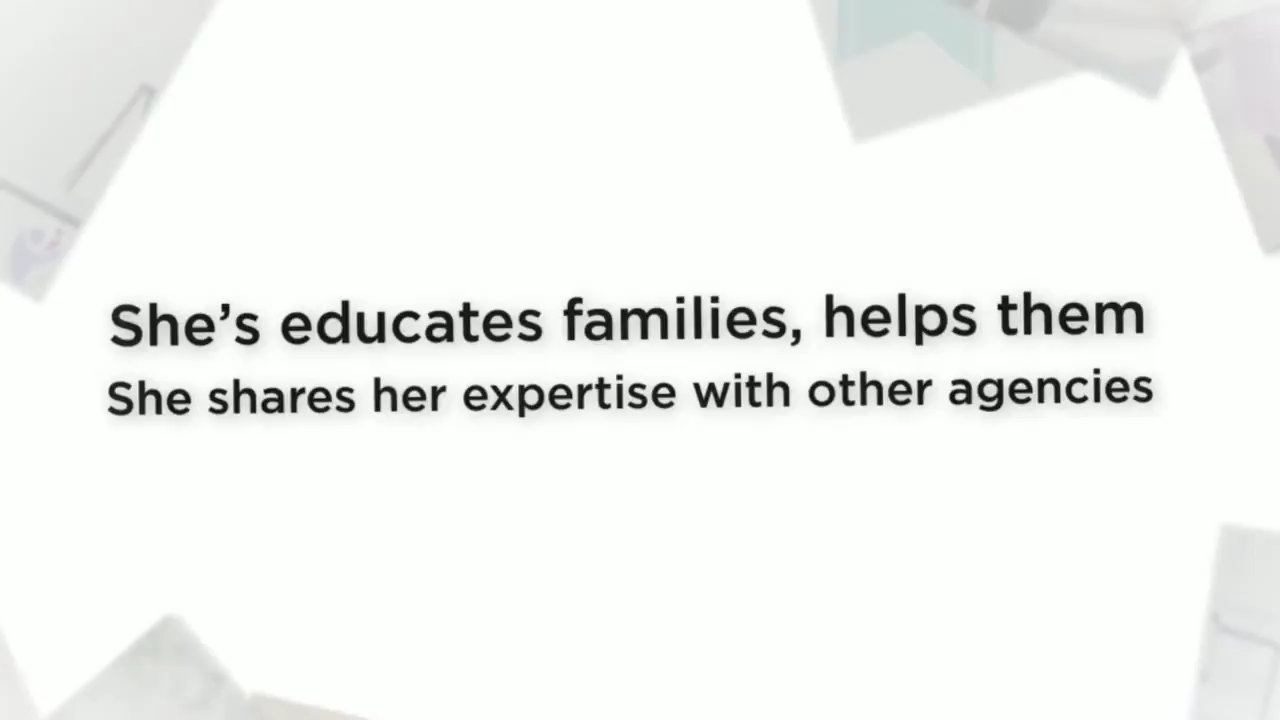 She’s educates families, helps them
She shares her expertise with other agencies